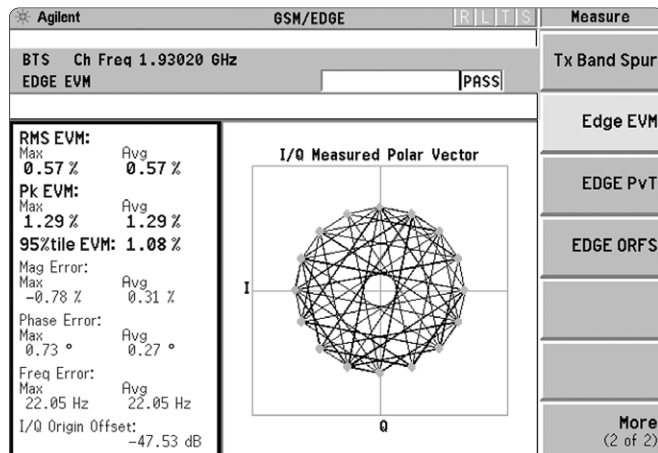 Agilent
GSM/EDGE
R L T S
Measure
BTS Ch Freq 1.93020 GHz
EDGE EVM
PASS
RMS EVM:
Max Avg
0.57 % 0.57 %
Pk EVM:
Max Avg
1.29 % 1.29 %
95%tile EVM: 1.08 %
Mag Error:
Max Avg
-0.78 % 0.31 %
Phase Error:
Max Avg
0.73 ° 0.27 °
Freq Error:
Max Avg
22.05 Hz 22.05 Hz
I/Q Origin Offset:
-47.53 dB
I/Q Measured Polar Vector
I
Q
Tx Band Spur
Edge EVM
EDGE PvT
EDGE ORFS
More
(2 of 2)